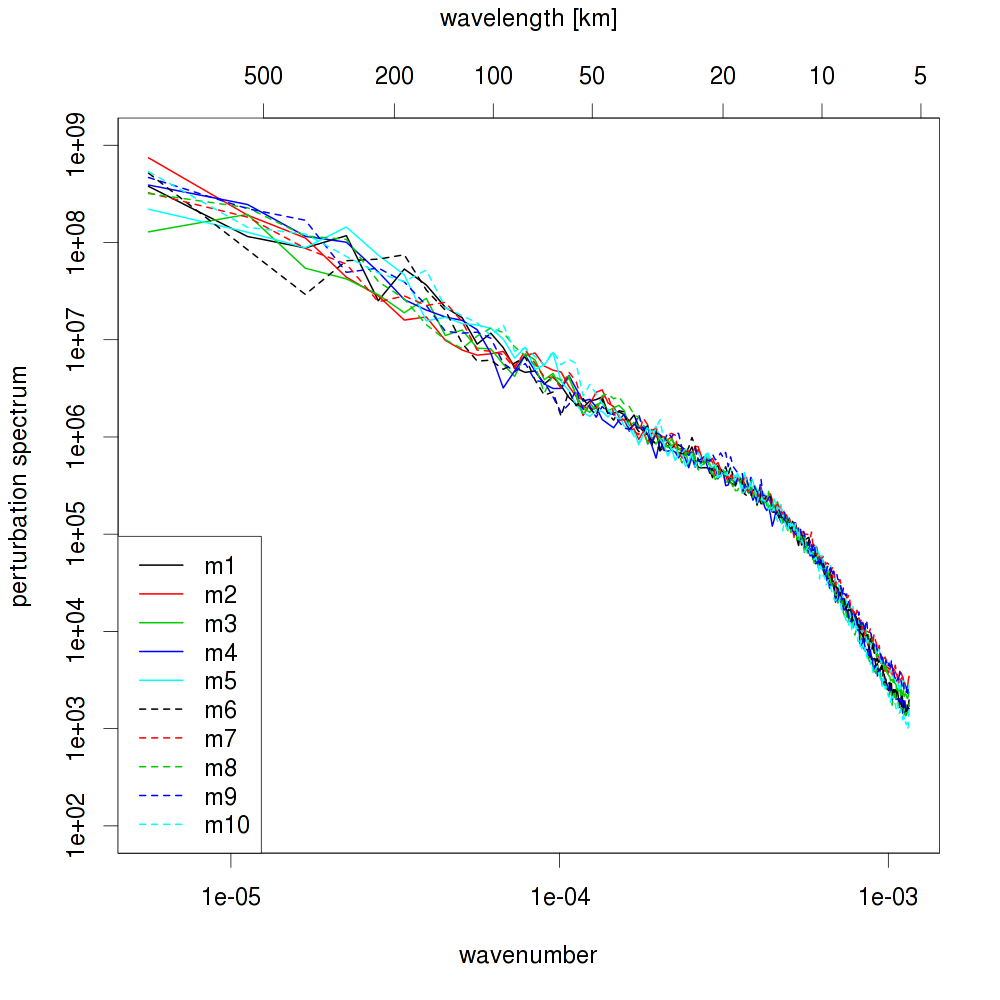 wavelength [km]
500 200 100 50 20 10 5
perturbation spectrum
1e+09
1e+08
1e+07
1e+06
1e+05
1e+04
1e+03
1e+02
m1
m2
m3
m4
m5
m6
m7
m8
m9
m10
1e-05 1e-04 1e-03
wavenumber